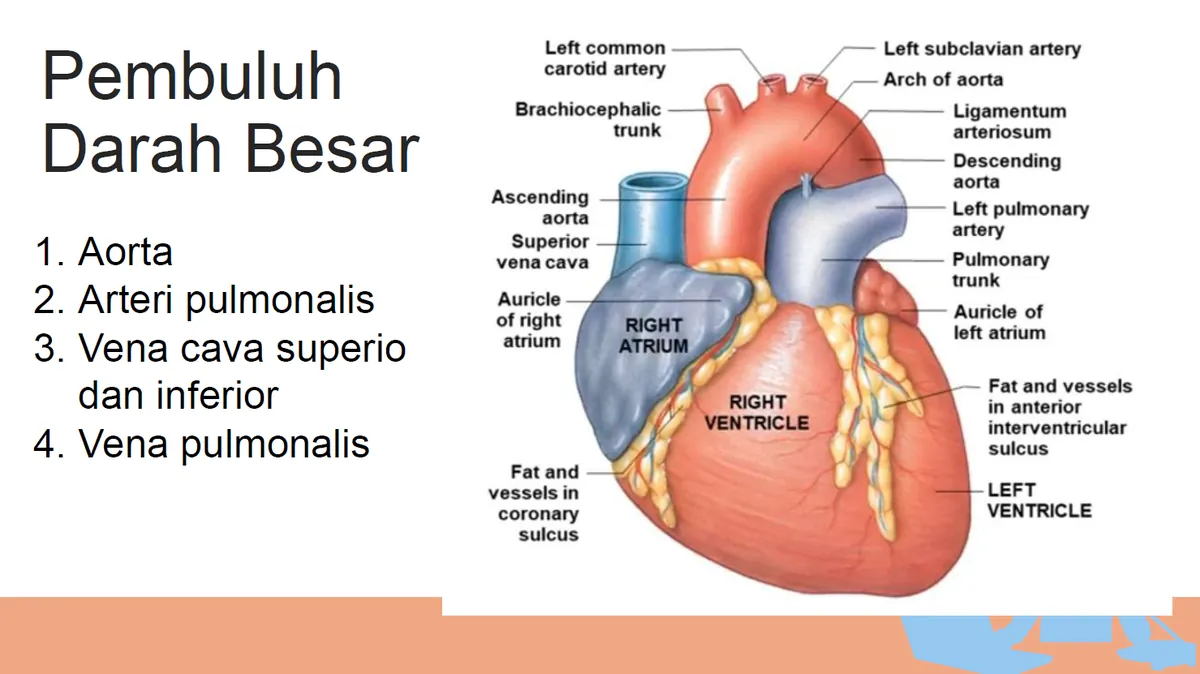 Pembuluh
Darah Besar
1. Aorta
2. Arteri pulmonalis
3. Vena cava superio
dan inferior
4. Vena pulmonalis
Left common
carotid artery
Brachiocephalic
trunk
Ascending
aorta
Superior
vena cava
Auricle
of right
atrium
RIGHT
ATRIUM
RIGHT
VENTRICLE
Fat and
vessels in
coronary
sulcus
Left subclavian artery
Arch of aorta
Ligamentum
arteriosum
Descending
aorta
Left pulmonary
artery
Pulmonary
trunk
Auricle of
left atrium
Fat and vessels
in anterior
interventricular
sulcus
LEFT
VENTRICLE